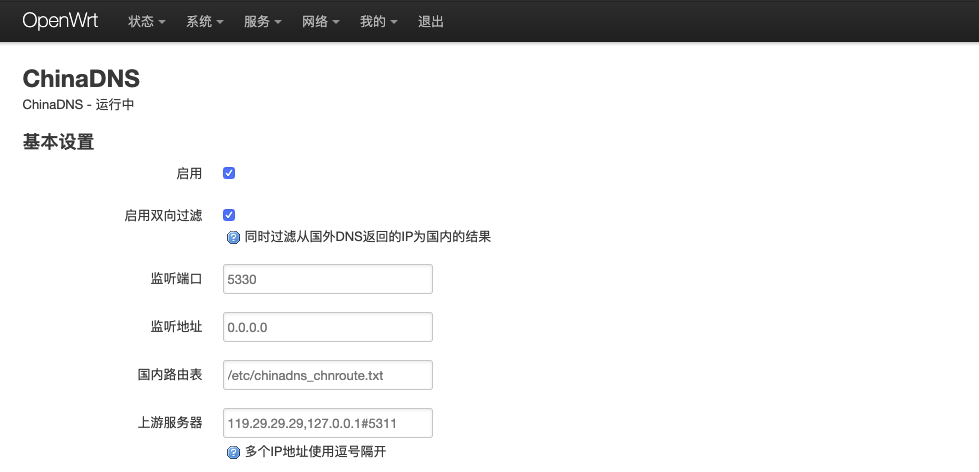 OpenWrt 状态 系统 服务 网络 我的 退出
ChinaDNS
ChinaDNS - 运行中
基本设置
启用
启用双向过滤
同时过滤从国外DNS返回的IP为国内的结果
监听端口 5330
监听地址 0.0.0.0
国内路由表 /etc/chinadns_chnroute.txt
上游服务器 119.29.29.29,127.0.0.1#5311
多个IP地址使用逗号隔开